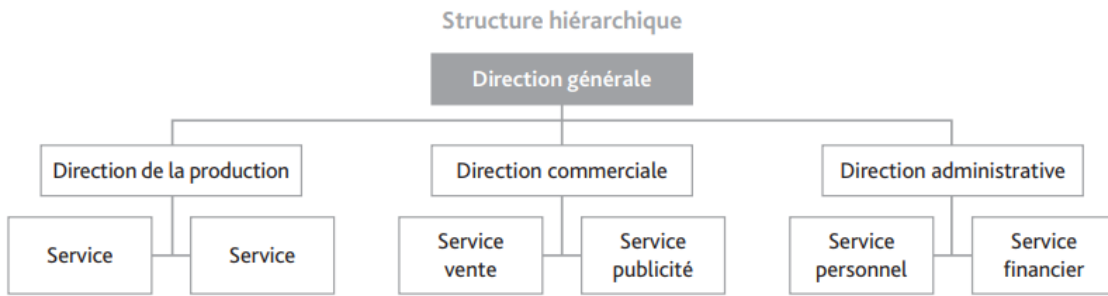 Structure hiérarchique
Direction générale
Direction de la production
Direction commerciale
Direction administrative
Service
Service
Service
vente
Service
publicité
Service
personnel
Service
financier